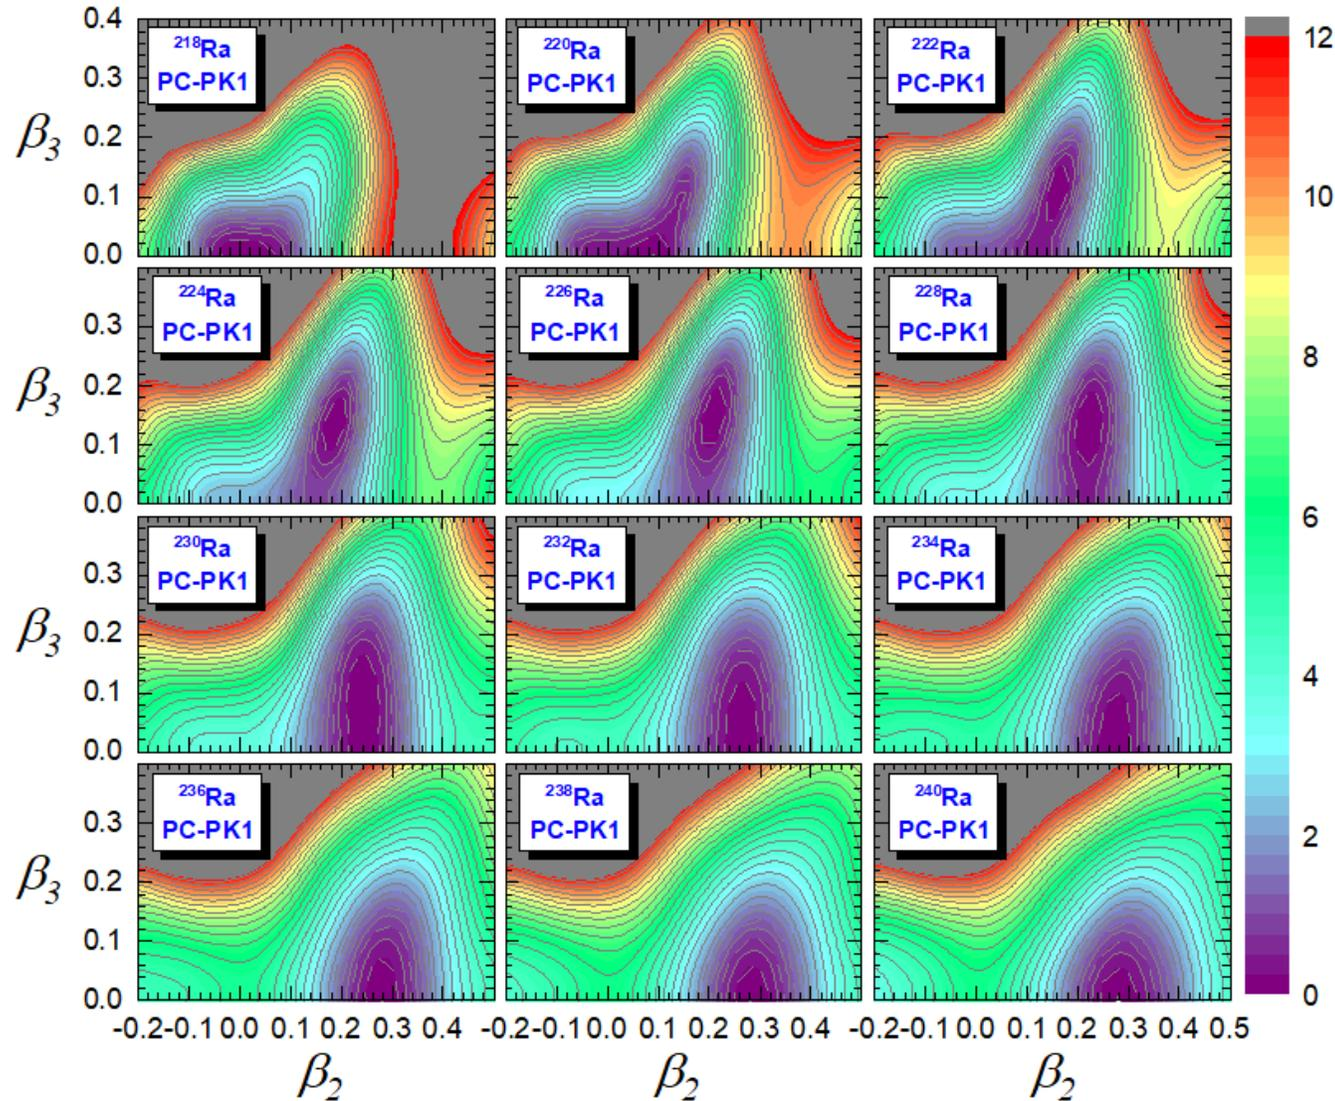 0.4
0.3
0.2
0.1
0.0
β₃
²¹⁸Ra
PC-PK1
²²⁰Ra
PC-PK1
²²²Ra
PC-PK1
0.3
0.2
0.1
0.0
β₃
²²⁴Ra
PC-PK1
²²⁶Ra
PC-PK1
²²⁸Ra
PC-PK1
0.3
0.2
0.1
0.0
β₃
²³⁰Ra
PC-PK1
²³²Ra
PC-PK1
²³⁴Ra
PC-PK1
0.3
0.2
0.1
0.0
β₃
²³⁶Ra
PC-PK1
²³⁸Ra
PC-PK1
²⁴⁰Ra
PC-PK1
-0.2 -0.1 0.0 0.1 0.2 0.3 0.4 -0.2 -0.1 0.0 0.1 0.2 0.3 0.4 -0.2 -0.1 0.0 0.1 0.2 0.3 0.4 0.5
β₂ β₂ β₂
12
10
8
6
4
2
0